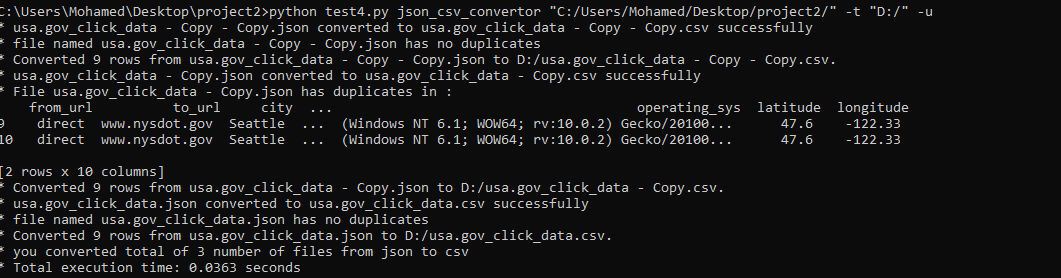 C:\Users\Mohamed\Desktop\project2>python test4.py json_csv_convertor "C:/Users/Mohamed/Desktop/project2/" -t "D:/" -u
* usa.gov_click_data - Copy - Copy.json converted to usa.gov_click_data - Copy - Copy.csv successfully
* file named usa.gov_click_data - Copy - Copy.json has no duplicates
* Converted 9 rows from usa.gov_click_data - Copy - Copy.json to D:/usa.gov_click_data - Copy - Copy.csv.
* usa.gov_click_data - Copy.json converted to usa.gov_click_data - Copy.csv successfully
* File usa.gov_click_data - Copy.json has duplicates in :
from_url to_url city ... operating_sys latitude longitude
9 direct www.nysdot.gov Seattle ... (Windows NT 6.1; WOW64; rv:10.0.2) Gecko/20100... 47.6 -122.33
10 direct www.nysdot.gov Seattle ... (Windows NT 6.1; WOW64; rv:10.0.2) Gecko/20100... 47.6 -122.33
[2 rows x 10 columns]
* Converted 9 rows from usa.gov_click_data - Copy.json to D:/usa.gov_click_data - Copy.csv.
* usa.gov_click_data.json converted to usa.gov_click_data.csv successfully
* file named usa.gov_click_data.json has no duplicates
* Converted 9 rows from usa.gov_click_data.json to D:/usa.gov_click_data.csv.
* you converted total of 3 number of files from json to csv
* Total execution time: 0.0363 seconds